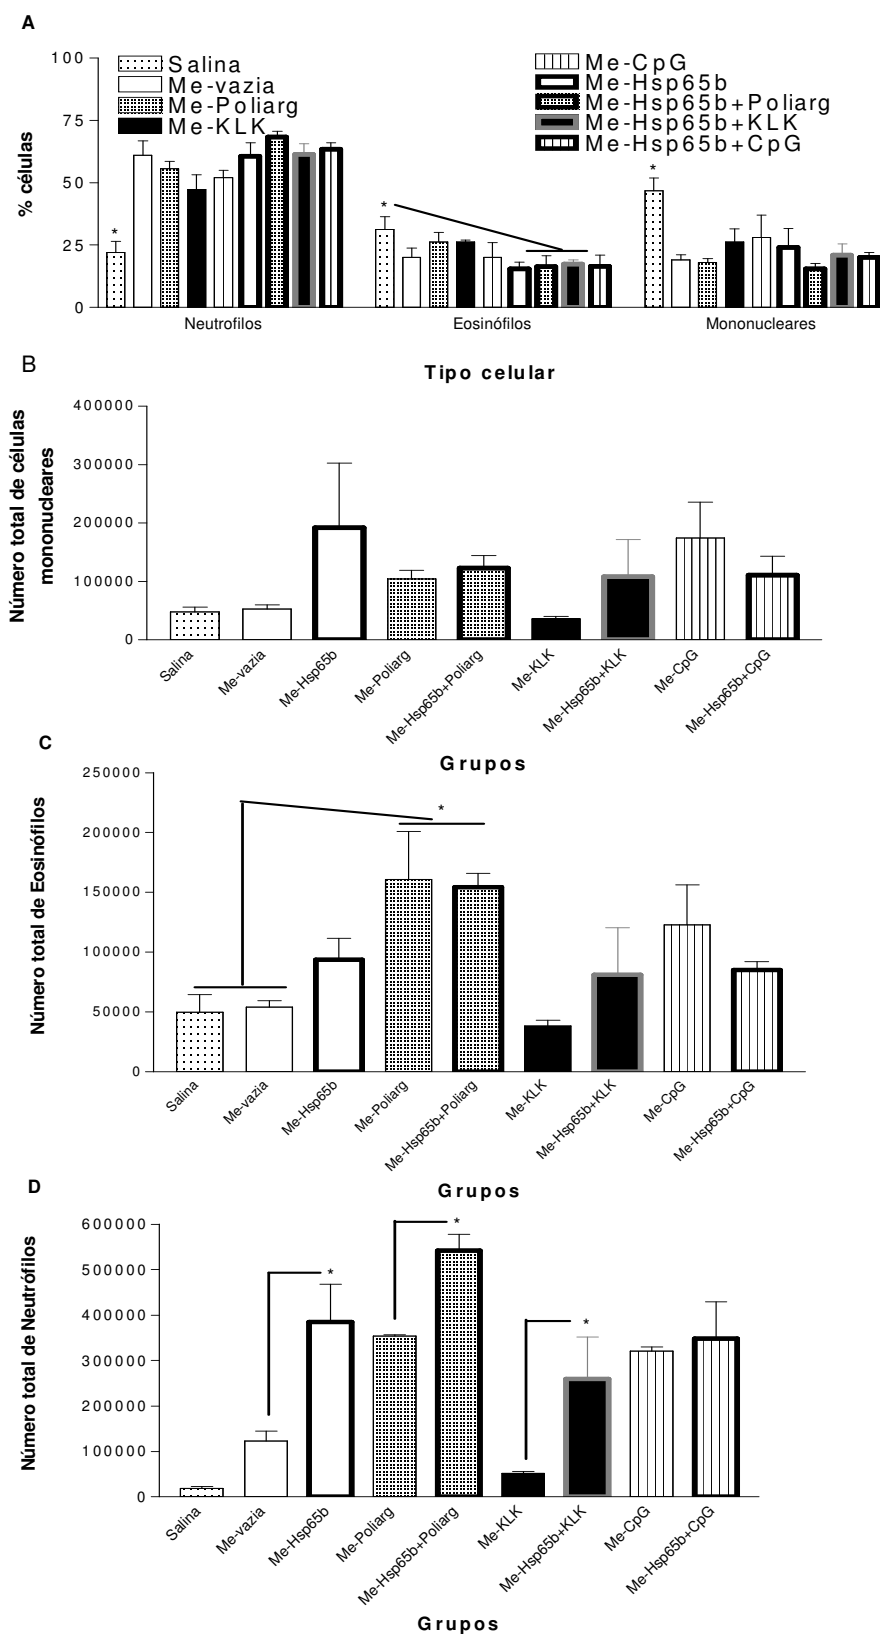 A
100
75
50
25
0
% células
Salina
Me-vazia
Me-Poliarg
Me-KLK
Me-CpG
Me-Hsp65b
Me-Hsp65b+Poliarg
Me-Hsp65b+KLK
Me-Hsp65b+CpG
*
*
*
Neutrofilos Eosinófilos Mononucleares
Tipo celular
B
Número total de células
mononucleares
400000
300000
200000
100000
0
Salina
Me-vazia
Me-Hsp65b
Me-Poliarg
Me-Hsp65b+Poliarg
Me-KLK
Me-Hsp65b+KLK
Me-CpG
Me-Hsp65b+CpG
Grupos
C
Número total de Eosinófilos
250000
200000
150000
100000
50000
0
*
Salina
Me-vazia
Me-Hsp65b
Me-Poliarg
Me-Hsp65b+Poliarg
Me-KLK
Me-Hsp65b+KLK
Me-CpG
Me-Hsp65b+CpG
Grupos
D
Número total de Neutrófilos
600000
500000
400000
300000
200000
100000
0
*
*
*
Salina
Me-vazia
Me-Hsp65b
Me-Poliarg
Me-Hsp65b+Poliarg
Me-KLK
Me-Hsp65b+KLK
Me-CpG
Me-Hsp65b+CpG
Grupos